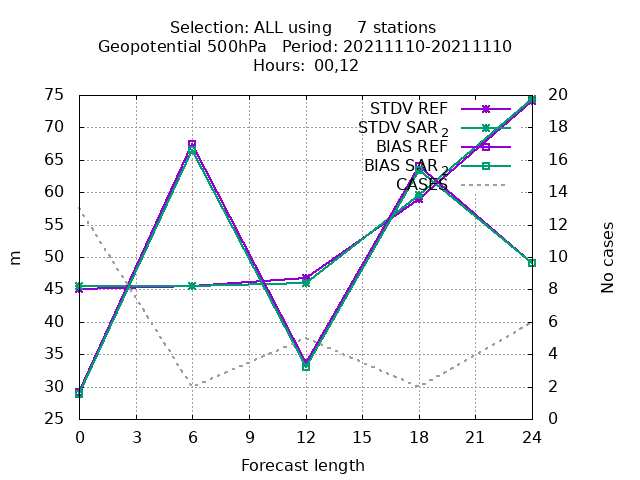 Selection: ALL using 7 stations
Geopotential 500hPa Period: 20211110-20211110
Hours: 00,12
STDV REF
STDV SAR 2
BIAS REF
BIAS SAR 2
CASES
75
70
65
60
55
50
45
40
35
30
25
m
20
18
16
14
12
10
8
6
4
2
0
No cases
0 3 6 9 12 15 18 21 24
Forecast length